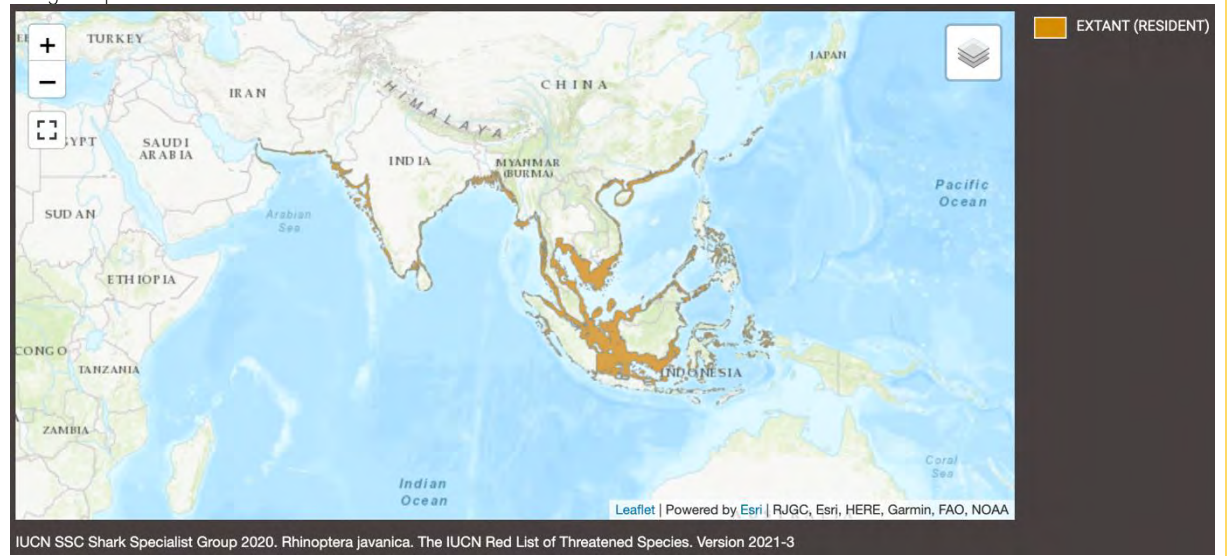 EXTANT (RESIDENT)
+
TURKEY
JAPAN
−
CHINA
IRAN
HIMALAYA
YPT
SAUDI
ARABIA
INDIA
MYANMAR
(BURMA)
Pacific
Ocean
SUDAN
Arabian
Sea
ETHIOPIA
CONGO
TANZANIA
INDONESIA
ZAMBIA
Coral
Sea
Indian
Ocean
Leaflet | Powered by Esri | RJGC, Esri, HERE, Garmin, FAO, NOAA
IUCN SSC Shark Specialist Group 2020. Rhinoptera javanica. The IUCN Red List of Threatened Species. Version 2021-3